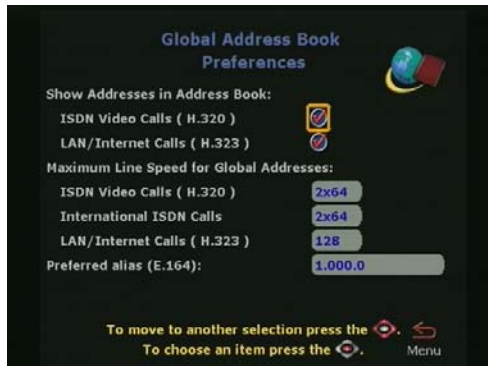 Global Address Book
Preferences
Show Addresses in Address Book:
ISDN Video Calls ( H.320 )
LAN/Internet Calls ( H.323 )
Maximum Line Speed for Global Addresses:
ISDN Video Calls ( H.320 ) 2x64
International ISDN Calls 2x64
LAN/Internet Calls ( H.323 ) 128
Preferred alias (E.164): 1.000.0
To move to another selection press the .
To choose an item press the .
Menu